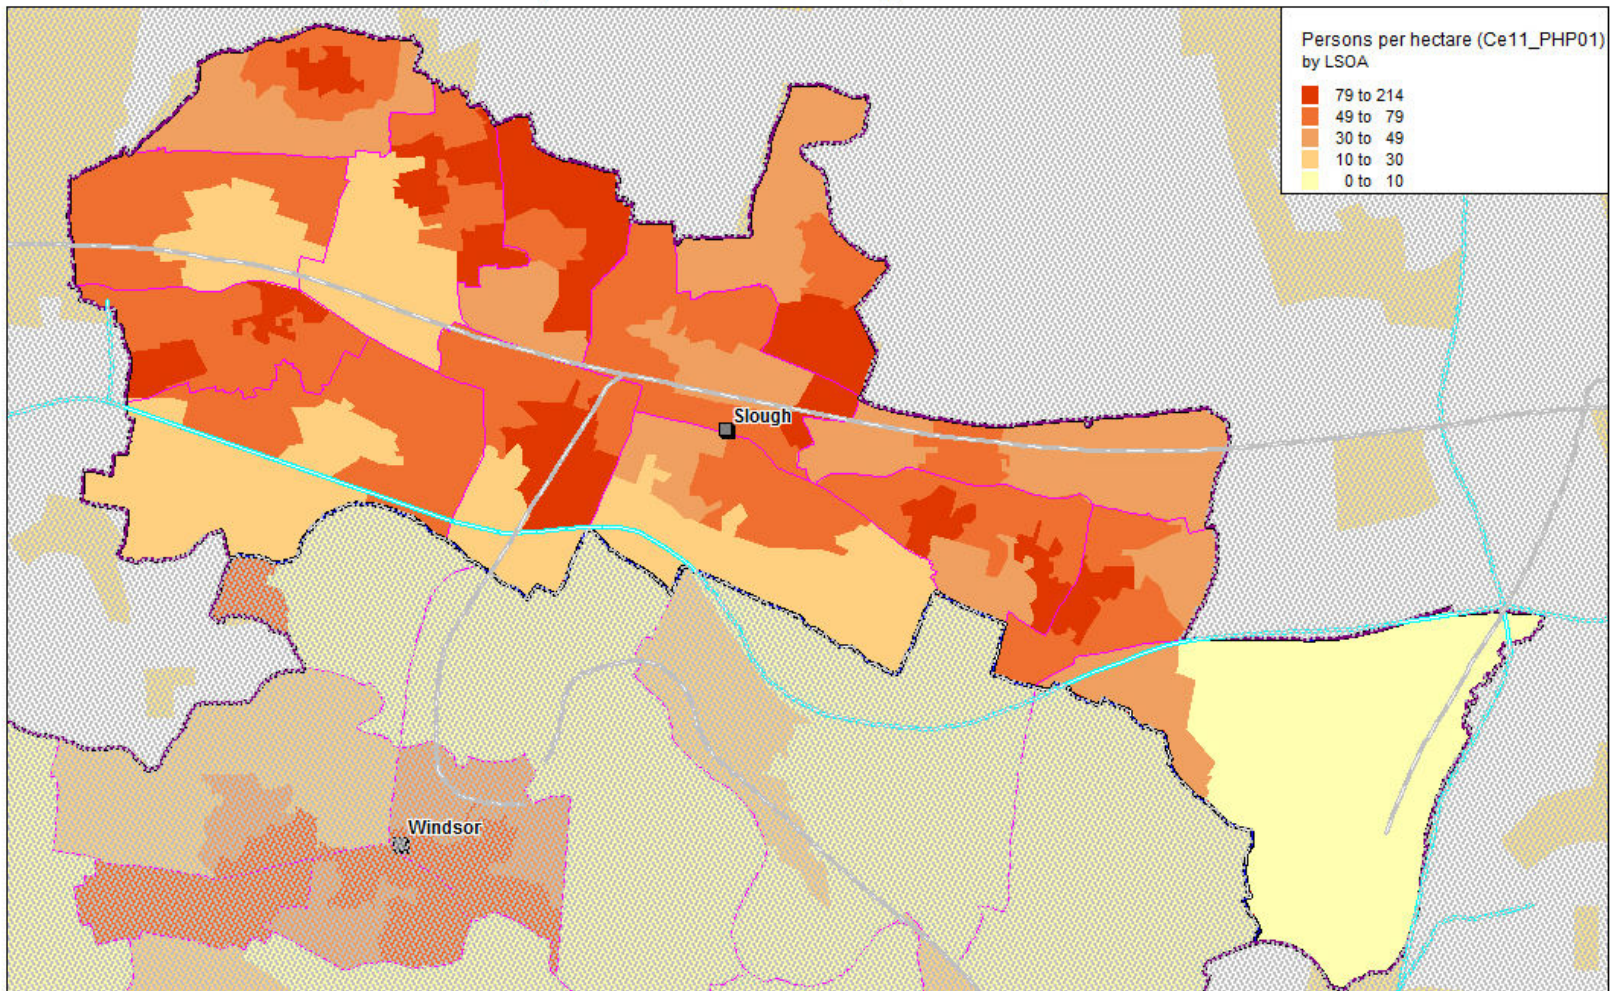 Persons per hectare (Ce11_PHP01)
by LSOA
79 to 214
49 to 79
30 to 49
10 to 30
0 to 10
Slough
Windsor